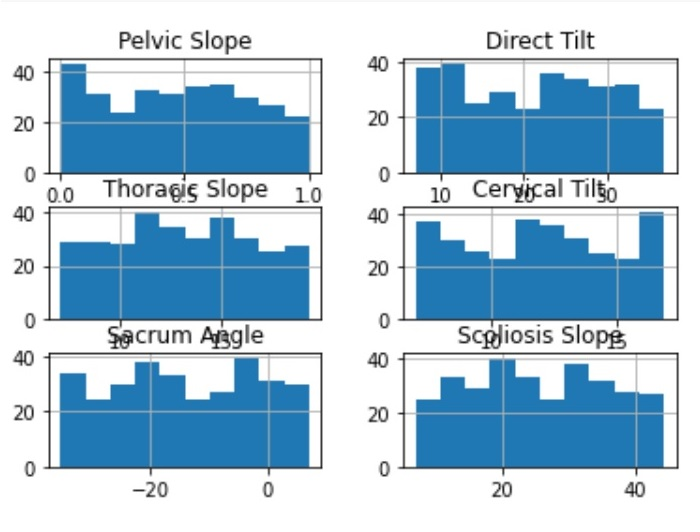 Pelvic Slope
Direct Tilt
40
20
0
40
20
0
0.0 0.5 1.0
10 20 30
Thoracic Slope
Cervical Tilt
40
20
0
40
20
0
10 15
10 15
Sacrum Angle
Scoliosis Slope
40
20
0
40
20
0
−20 0
20 40